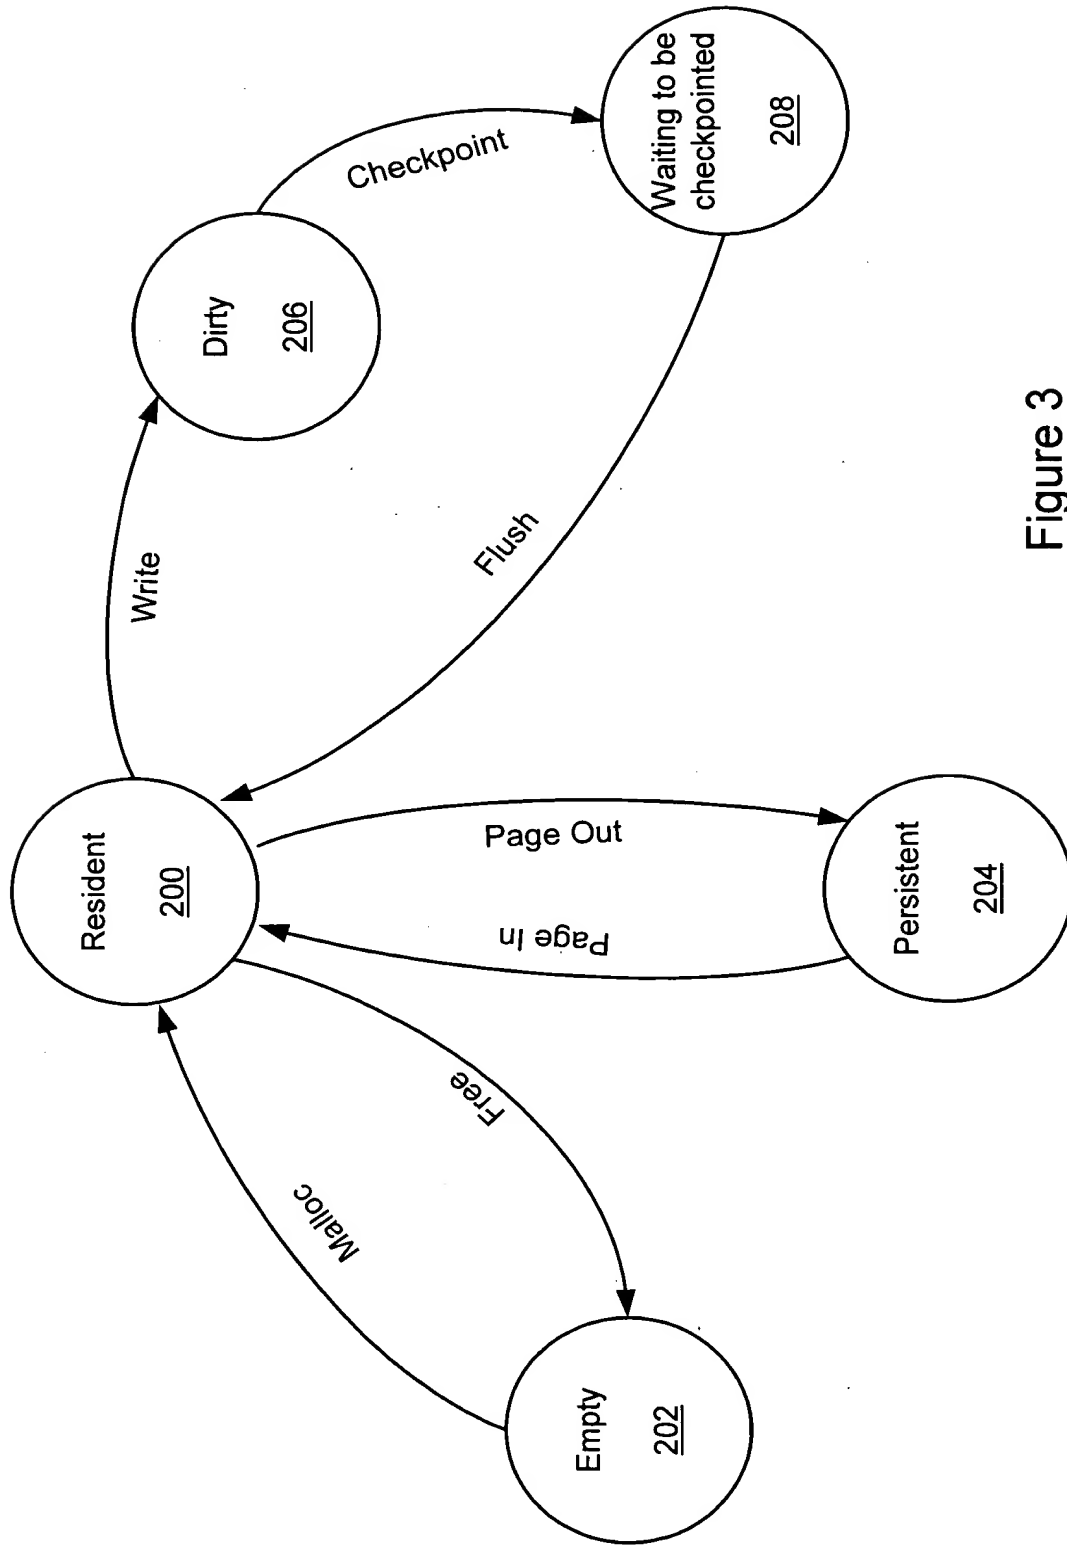 Resident
200
Write
Dirty
206
Checkpoint
Waiting to be
checkpointed
208
Flush
Page Out
Page In
Persistent
204
Free
Malloc
Empty
202
Figure 3